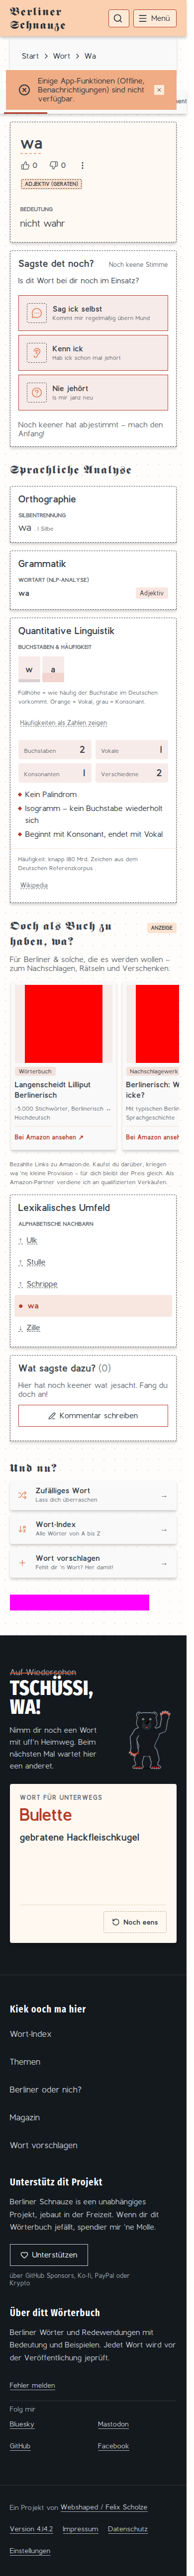 Berliner
Schnauze
Menü
Start > Wort > Wa
Einige App-Funktionen (Offline,
Benachrichtigungen) sind nicht
verfügbar.
wa
0
0
ADJEKTIV (GERATEN)
BEDEUTUNG
nicht wahr
Sagste det noch?
Noch keene Stimme
Is dit Wort bei dir noch im Einsatz?
Sag ick selbst
Kommt mir regelmäßig übern Mund
Kenn ick
Hab ick schon mal jehört
Nie jehört
Is mir janz neu
Noch keener hat abjestimmt – mach den
Anfang!
Sprachliche Analyse
Orthographie
SILBENTRENNUNG
wa 1 Silbe
Grammatik
WORTART (NLP-ANALYSE)
wa
Adjektiv
Quantitative Linguistik
BUCHSTABEN & HÄUFIGKEIT
w
a
Füllhöhe = wie häufig der Buchstabe im Deutschen
vorkommt. Orange = Vokal, grau = Konsonant.
Häufigkeiten als Zahlen zeigen
Buchstaben 2
Vokale 1
Konsonanten 1
Verschiedene 2
Kein Palindrom
Isogramm – kein Buchstabe wiederholt
sich
Beginnt mit Konsonant, endet mit Vokal
Häufigkeit: knapp 180 Mrd. Zeichen aus dem
Deutschen Referenzkorpus.
Wikipedia
Doch als Buch zu
haben, wa?
ANZEIGE
Für Berliner & solche, die es werden wollen –
zum Nachschlagen, Rätseln und Verschenken.
Wörterbuch
Langenscheidt Lilliput
Berlinerisch
-5.000 Stichwörter, Berlinerisch ↔
Hochdeutsch
Bei Amazon ansehen ↗
Nachschlagewerk
Berlinerisch: W
icke?
Mit typischen Berlin
Sprachgeschichte
Bei Amazon anseh
Bezahlte Links zu Amazon.de. Kaufst du darüber, kriegen
wa 'ne kleine Provision – für dich bleibt der Preis gleich. Als
Amazon-Partner verdiene ich an qualifizierten Verkäufen.
Lexikalisches Umfeld
ALPHABETISCHE NACHBARN
↑ Ulk
↑ Stulle
↑ Schrippe
wa
↓ Zille
Wat sagste dazu? (0)
Hier hat noch keener wat jesacht. Fang du
doch an!
Kommentar schreiben
Und nu?
Zufälliges Wort
Lass dich überraschen
→
Wort-Index
Alle Wörter von A bis Z
→
Wort vorschlagen
Fehlt dir 'n Wort? Her damit!
→
Auf Wiedersehen
TSCHÜSSI,
WA!
Nimm dir noch een Wort
mit uff'n Heimweg. Beim
nächsten Mal wartet hier
een anderet.
WORT FÜR UNTERWEGS
Bulette
gebratene Hackfleischkugel
Noch eens
Kiek ooch ma hier
Wort-Index
Themen
Berliner oder nich?
Magazin
Wort vorschlagen
Unterstütz dit Projekt
Berliner Schnauze is een unabhängiges
Projekt, jebaut in der Freizeit. Wenn dir dit
Wörterbuch jefällt, spendier mir 'ne Molle.
Unterstützen
über GitHub Sponsors, Ko-fi, PayPal oder
Krypto
Über ditt Wörterbuch
Berliner Wörter und Redewendungen mit
Bedeutung und Beispielen. Jedet Wort wird vor
der Veröffentlichung jeprüft.
Fehler melden
Folg mir
Bluesky
Mastodon
GitHub
Facebook
Ein Projekt von Webshaped / Felix Scholze
Version 4.14.2
Impressum
Datenschutz
Einstellungen